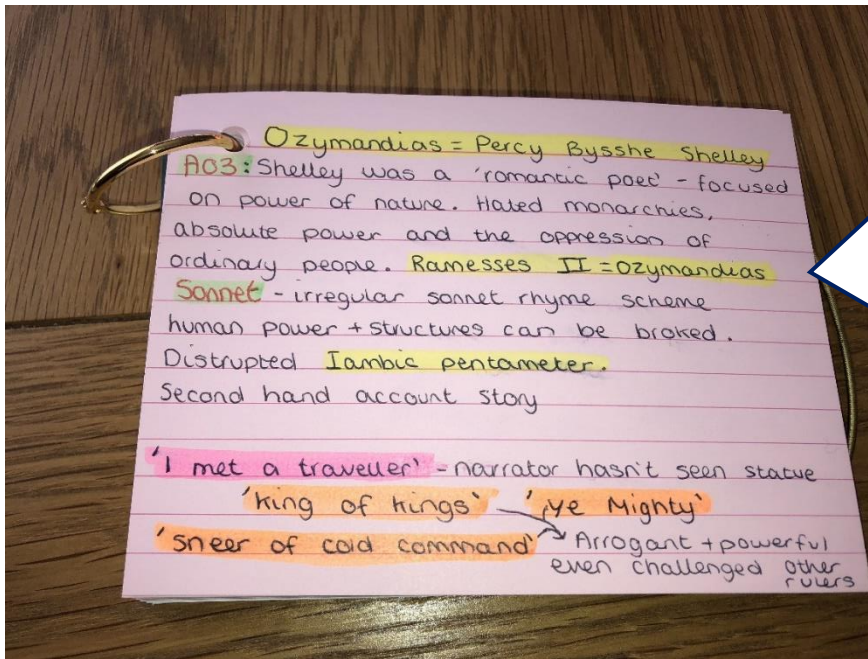 Ozymandias = Percy Bysshe Shelley
AO3: Shelley was a 'romantic poet' - focused
on power of nature. Hated monarchies,
absolute power and the oppression of
ordinary people. Ramesses II = Ozymandias
Sonnet - irregular sonnet rhyme scheme
human power + structures can be broked.
Distrupted Iambic pentameter.
Second hand account story
'I met a traveller' - narrator hasn't seen statue
'king of kings' 'ye Mighty'
'sneer of cold command' Arrogant + powerful
even challenged other
rulers